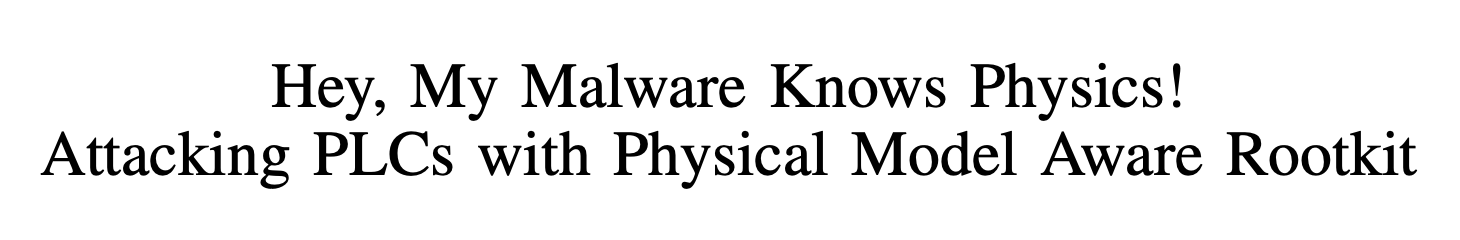 Hey, My Malware Knows Physics!
Attacking PLCs with Physical Model Aware Rootkit